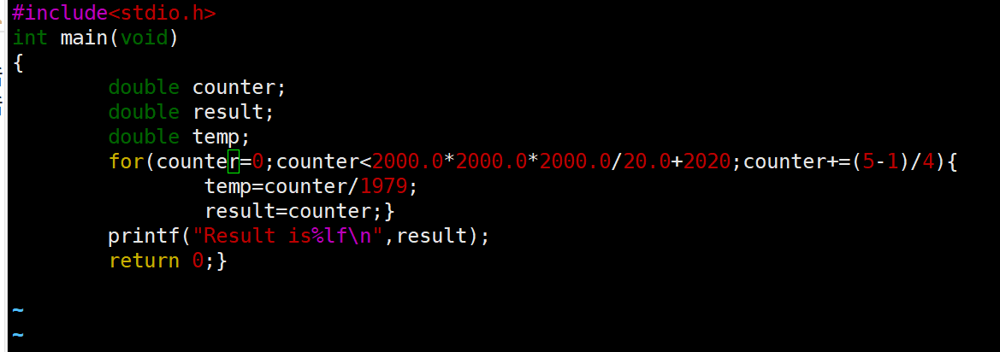 #include<stdio.h>
int main(void)
{
        double counter;
        double result;
        double temp;
        for(counter=0;counter<2000.0*2000.0*2000.0/20.0+2020;counter+=(5-1)/4){
                temp=counter/1979;
                result=counter;}
        printf("Result is%lf\n",result);
        return 0;}
~
~